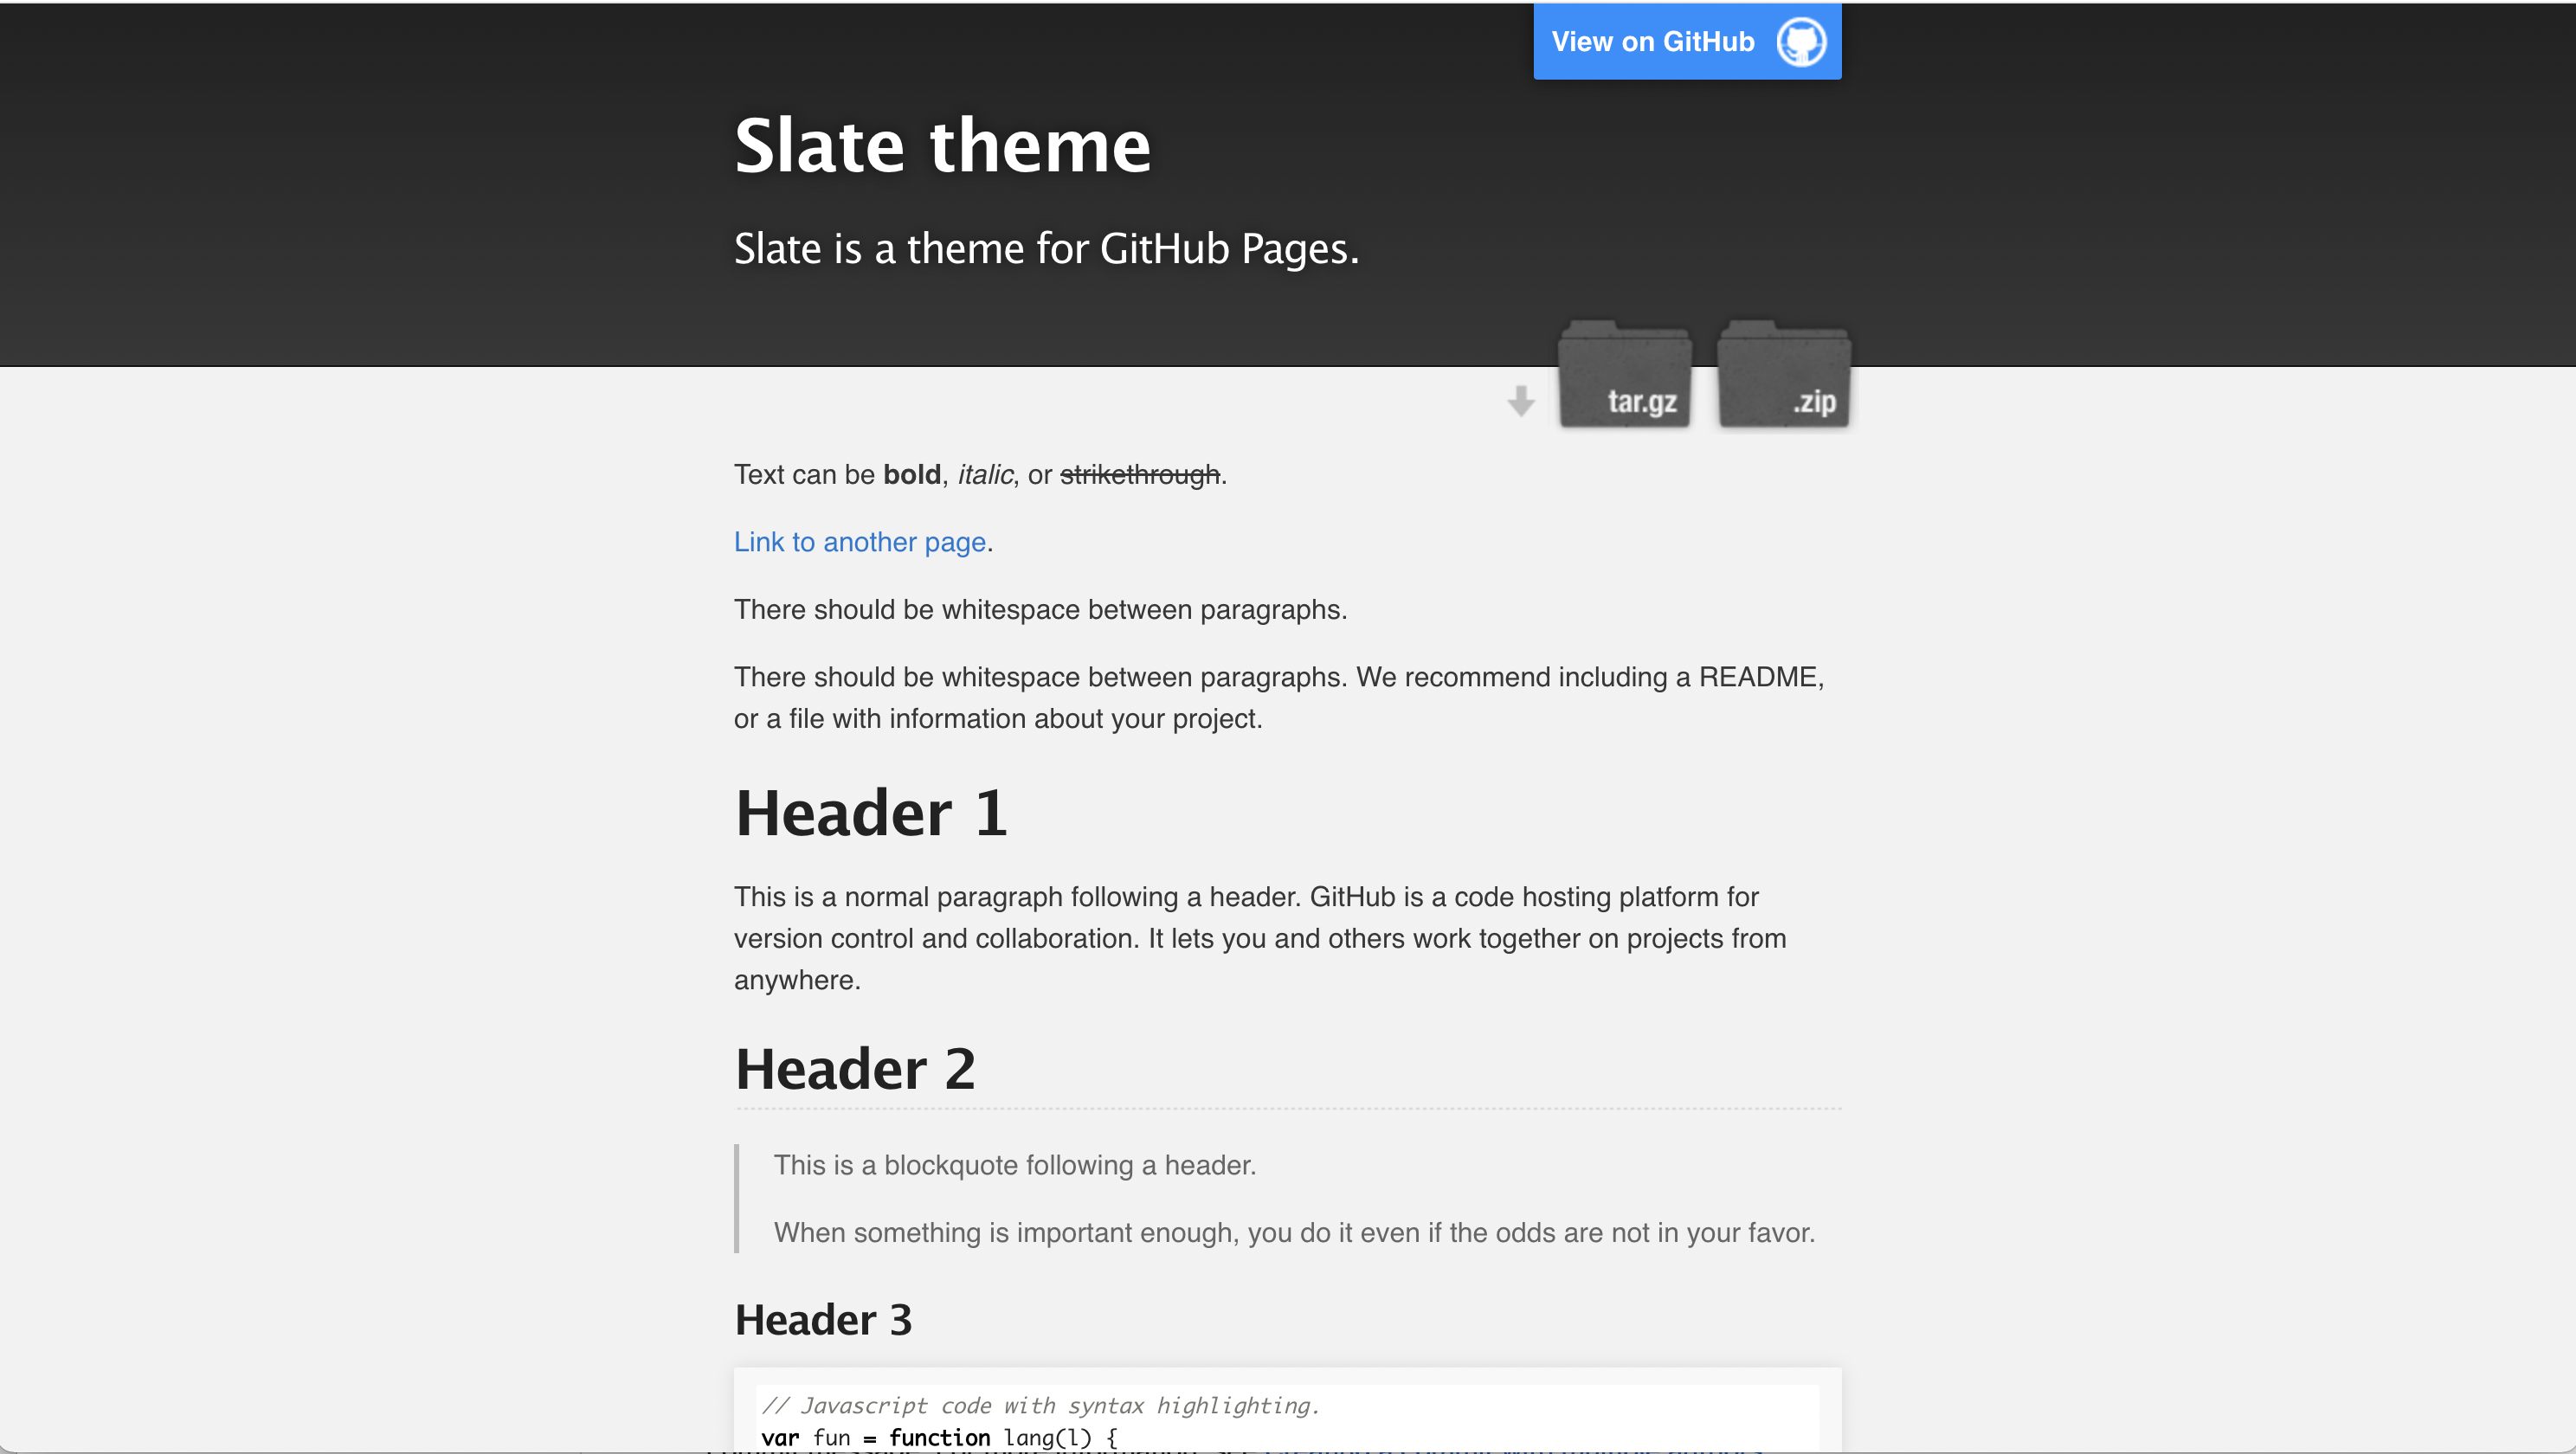 View on GitHub
Slate theme
Slate is a theme for GitHub Pages.
tar.gz
.zip
Text can be bold, italic, or strikethrough.
Link to another page.
There should be whitespace between paragraphs.
There should be whitespace between paragraphs. We recommend including a README,
or a file with information about your project.
Header 1
This is a normal paragraph following a header. GitHub is a code hosting platform for
version control and collaboration. It lets you and others work together on projects from
anywhere.
Header 2
This is a blockquote following a header.
When something is important enough, you do it even if the odds are not in your favor.
Header 3
// Javascript code with syntax highlighting.
var fun = function lang(l) {